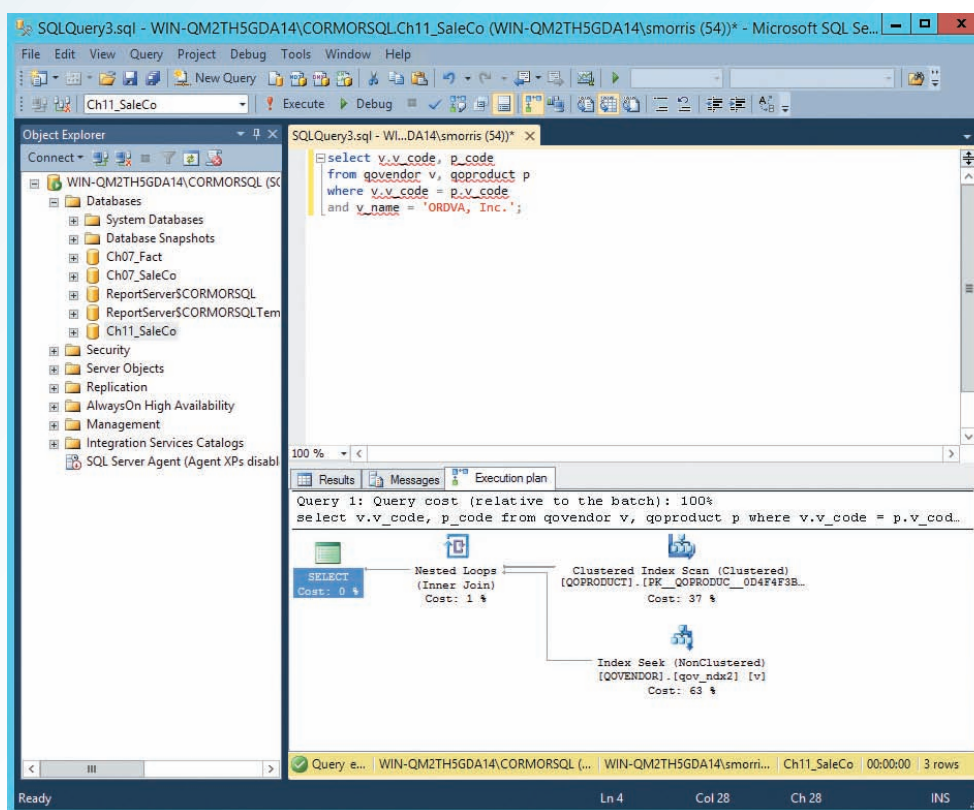 SQLQuery3.sql - WIN-QM2TH5GDA14\CORMORSQL.Ch11_SaleCo (WIN-QM2TH5GDA14\smorris (54))* - Microsoft SQL Se...
File Edit View Query Project Debug Tools Window Help
New Query
Ch11_SaleCo Execute Debug
Object Explorer
Connect
WIN-QM2TH5GDA14\CORMORSQL (SC
Databases
System Databases
Database Snapshots
Ch07_Fact
Ch07_SaleCo
ReportServer$CORMORSQL
ReportServer$CORMORSQLTem
Ch11_SaleCo
Security
Server Objects
Replication
AlwaysOn High Availability
Management
Integration Services Catalogs
SQL Server Agent (Agent XPs disabl
SQLQuery3.sql - WI...DA14\smorris (54))*
select v.v_code, p_code
from qovendor v, qoproduct p
where v.v_code = p.v_code
and v_name = 'ORDVA, Inc.';
100 %
Results Messages Execution plan
Query 1: Query cost (relative to the batch): 100%
select v.v_code, p_code from qovendor v, qoproduct p where v.v_code = p.v_cod...
SELECT
Cost: 0 %
Nested Loops
(Inner Join)
Cost: 1 %
Clustered Index Scan (Clustered)
[QOPRODUCT].[PK__QOPRODUC__0D4F4F3B...
Cost: 37 %
Index Seek (NonClustered)
[QOVENDOR].[qov_ndx2] [v]
Cost: 63 %
Query e... WIN-QM2TH5GDA14\CORMORSQL (... WIN-QM2TH5GDA14\smorri... Ch11_SaleCo 00:00:00 3 rows
Ready Ln 4 Col 28 Ch 28 INS